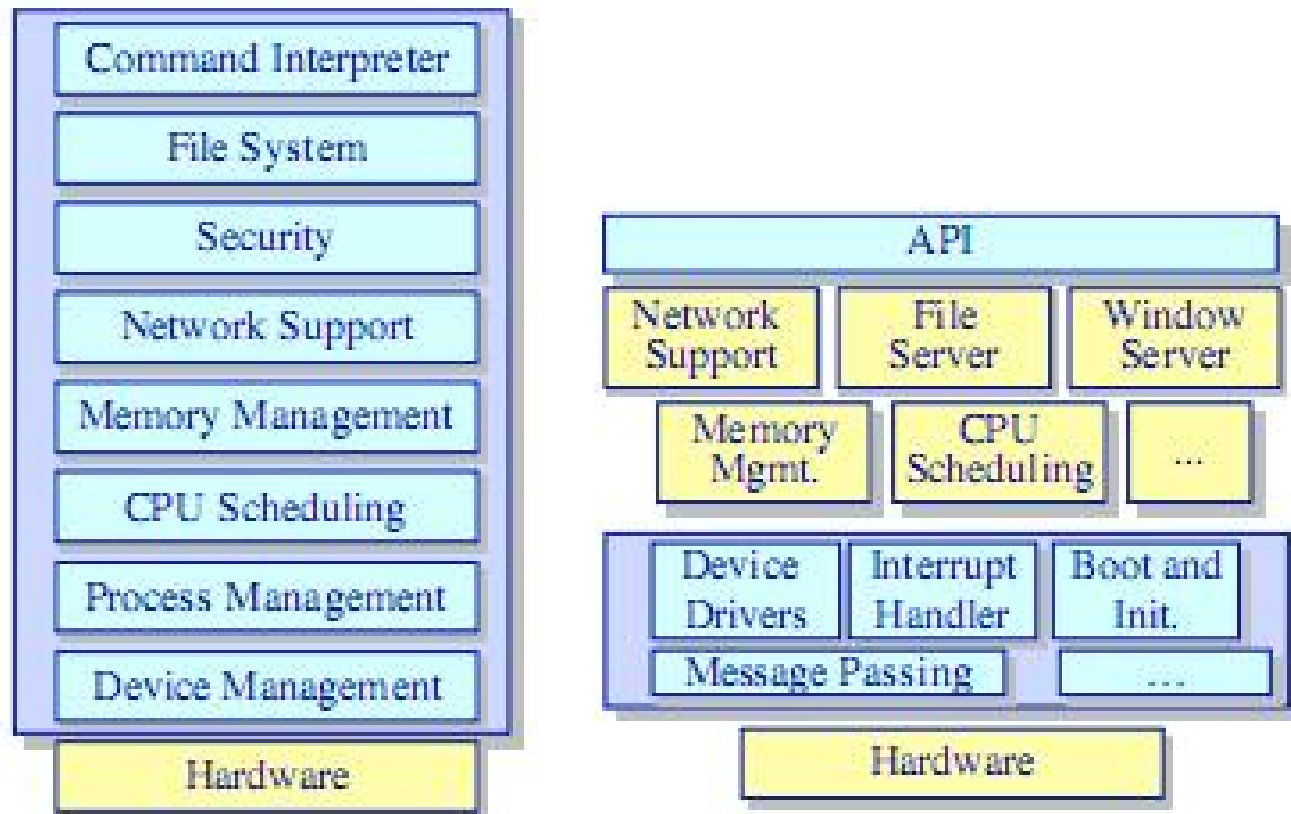 Command Interpreter
File System
Security
Network Support
Memory Management
CPU Scheduling
Process Management
Device Management
Hardware
API
Network
Support
File
Server
Window
Server
Memory
Mgmt.
CPU
Scheduling
...
Device
Drivers
Interrupt
Handler
Boot and
Init.
Message Passing
...
Hardware